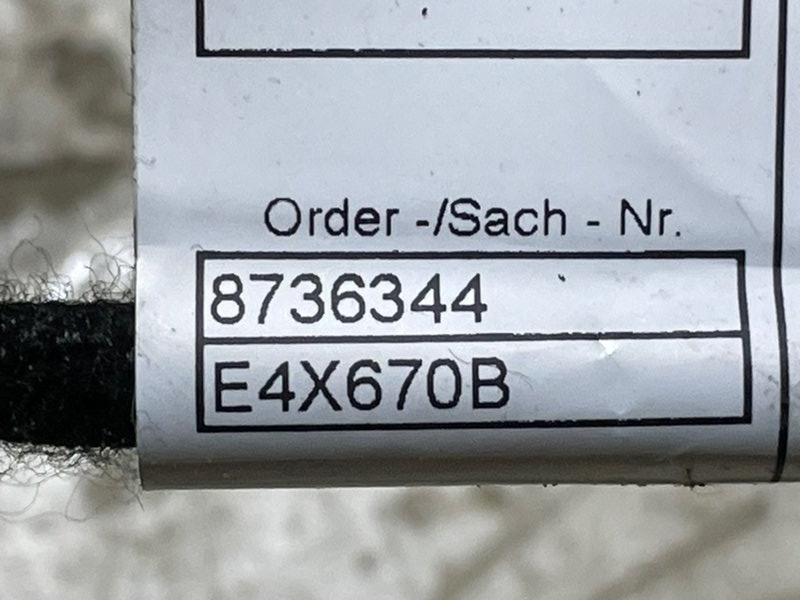 Order -/Sach - Nr.
8736344
E4X670B